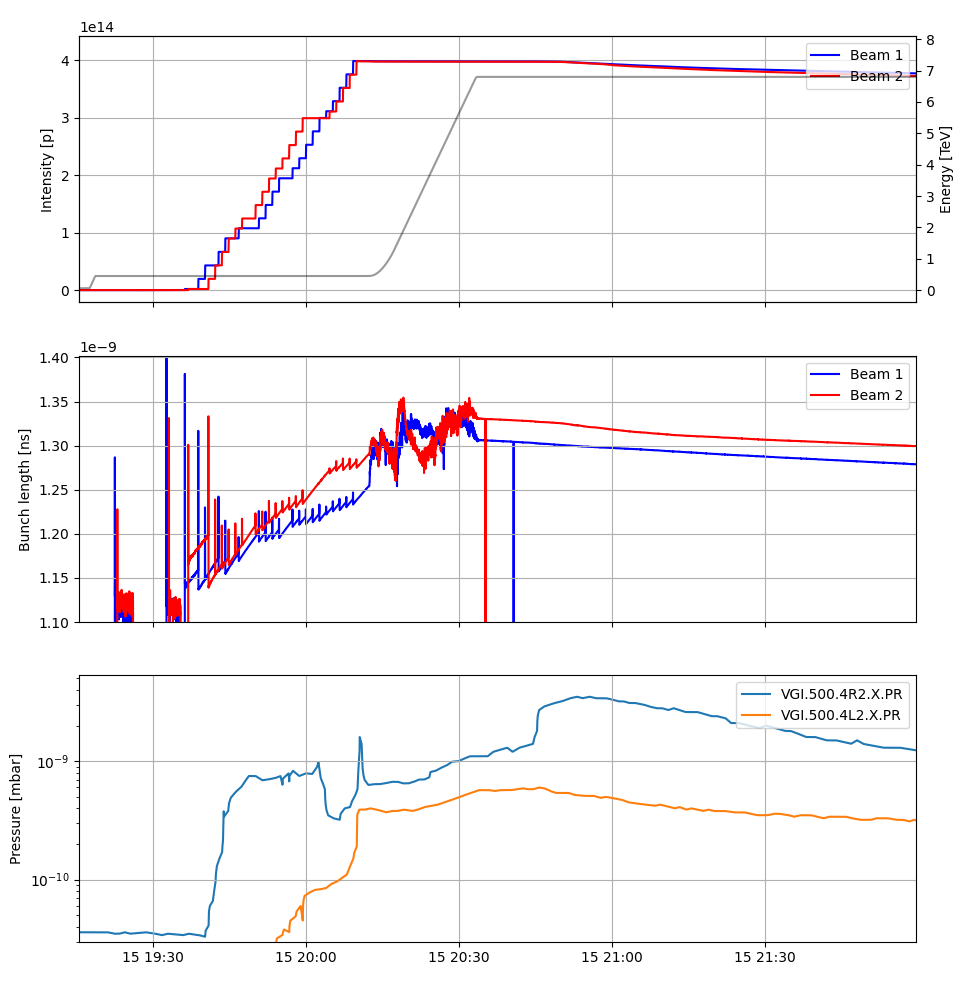 1e14
Intensity [p]
4
3
2
1
0
Beam 1
Beam 2
8
7
6
5
4
3
2
1
0
Energy [TeV]
1e−9
Bunch length [ns]
1.40
1.35
1.30
1.25
1.20
1.15
1.10
Beam 1
Beam 2
Pressure [mbar]
10⁻⁹
10⁻¹⁰
VGI.500.4R2.X.PR
VGI.500.4L2.X.PR
15 19:30 15 20:00 15 20:30 15 21:00 15 21:30